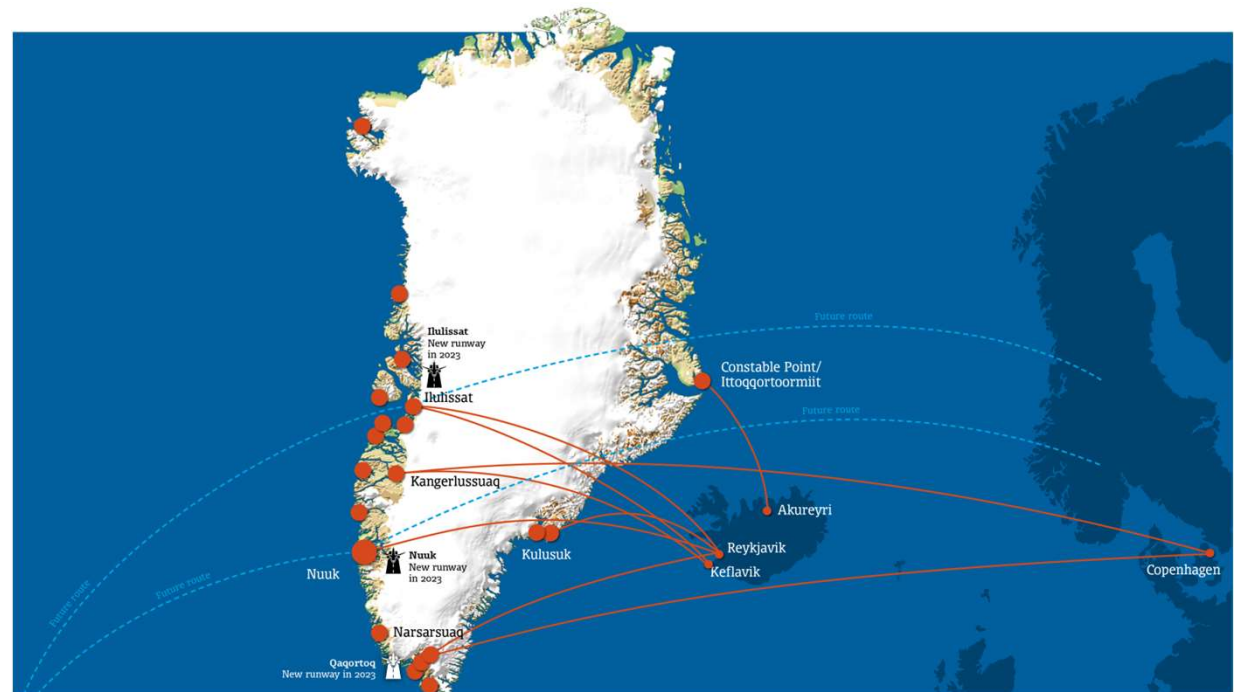 Future route
Ilulissat
New runway
in 2023
Ilulissat
Constable Point/
Ittoqqortoormiit
Future route
Kangerlussuaq
Akureyri
Reykjavik
Keflavik
Kulusuk
Copenhagen
Nuuk
Nuuk
New runway
in 2023
Future route
Future route
Narsarsuaq
Qaqortoq
New runway in 2023